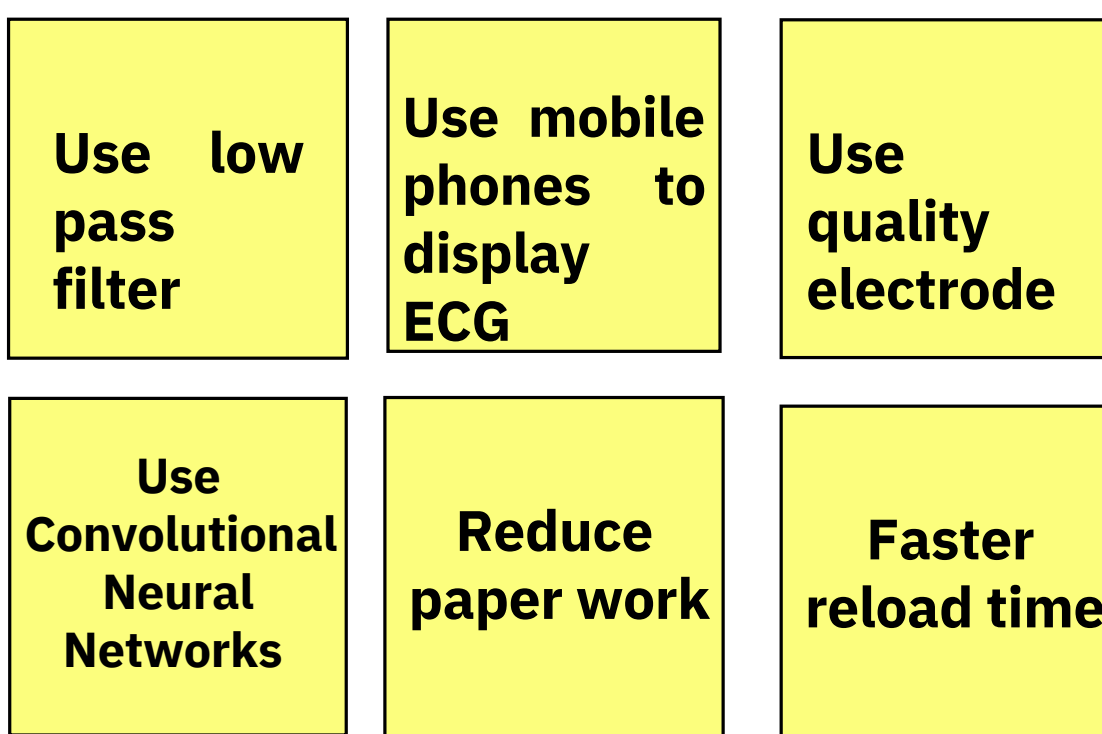 Use low
pass
filter
Use mobile
phones to
display
ECG
Use
quality
electrode
Use
Convolutional
Neural
Networks
Reduce
paper work
Faster
reload time